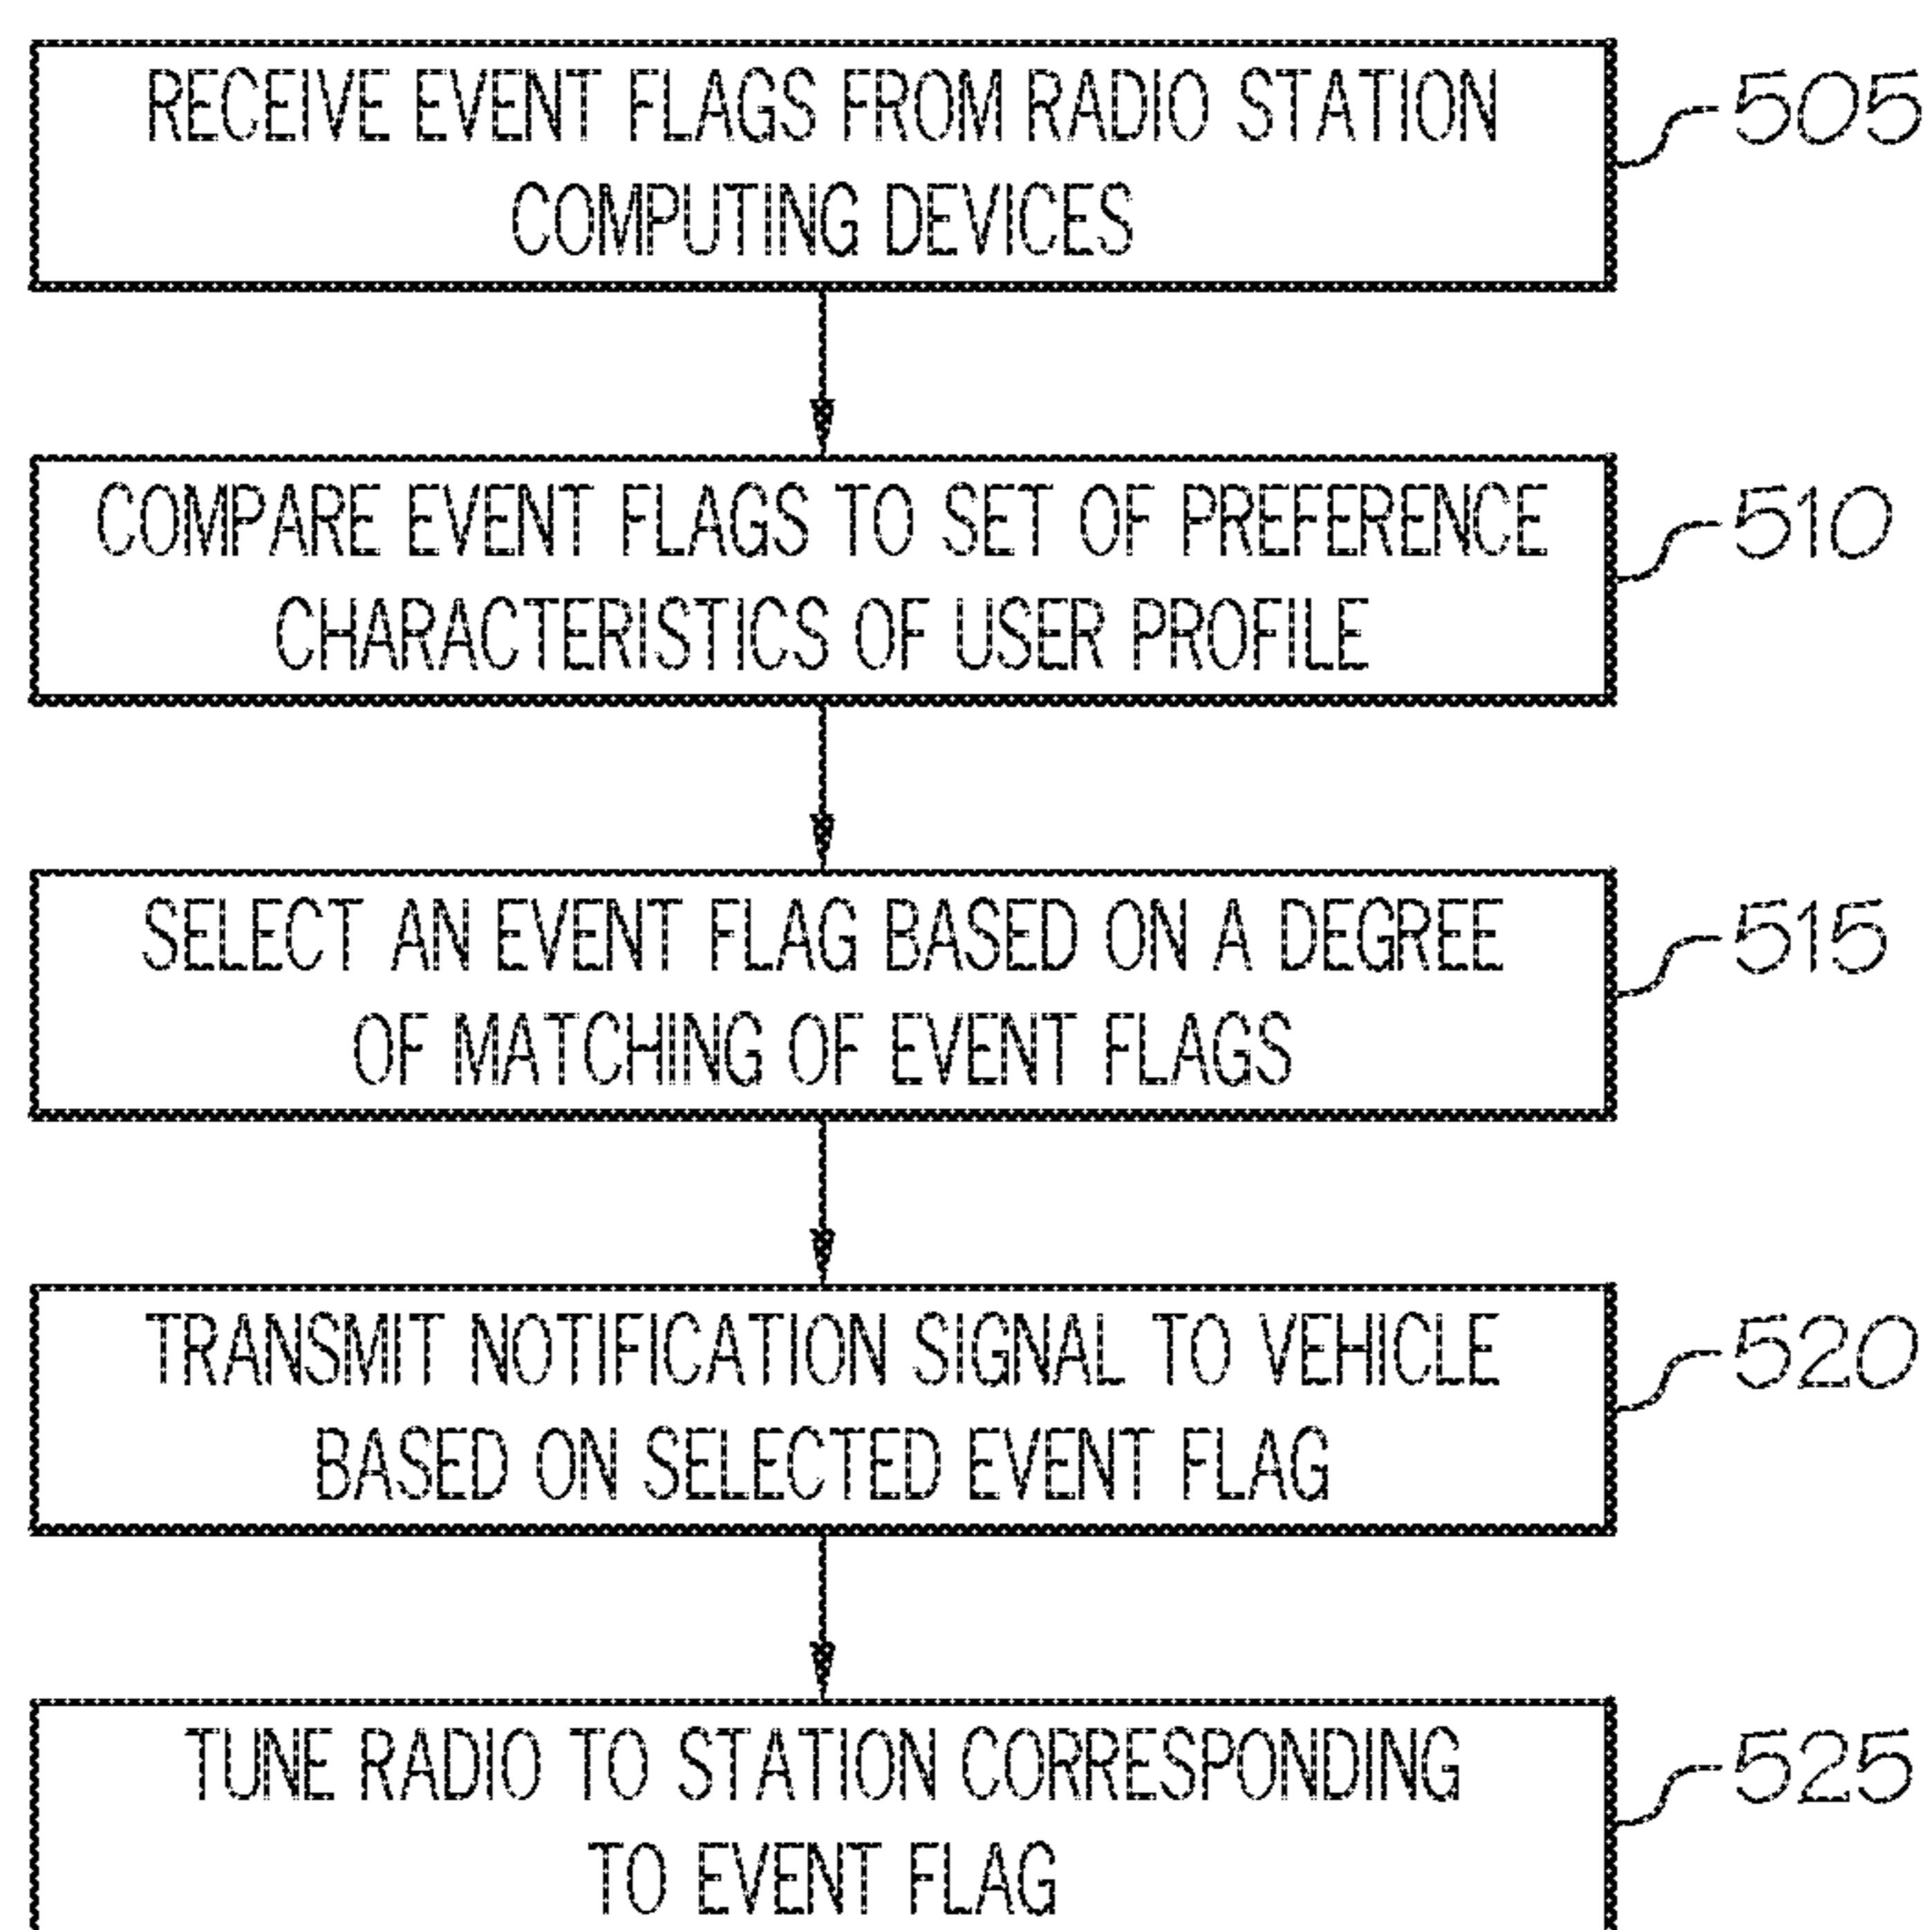 RECEIVE EVENT FLAGS FROM RADIO STATION
COMPUTING DEVICES
505
COMPARE EVENT FLAGS TO SET OF PREFERENCE
CHARACTERISTICS OF USER PROFILE
510
SELECT AN EVENT FLAG BASED ON A DEGREE
OF MATCHING OF EVENT FLAGS
515
TRANSMIT NOTIFICATION SIGNAL TO VEHICLE
BASED ON SELECTED EVENT FLAG
520
TUNE RADIO TO STATION CORRESPONDING
TO EVENT FLAG
525